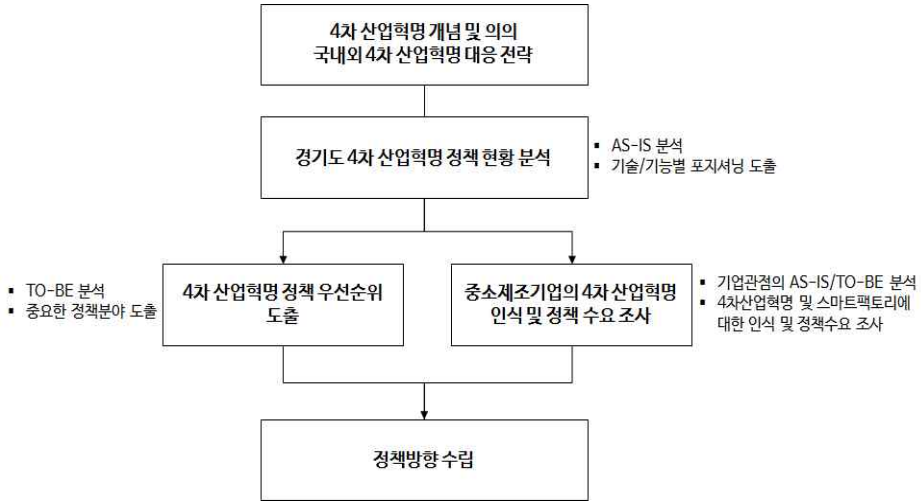 4차 산업혁명 개념 및 의의
국내외 4차 산업혁명 대응 전략
경기도 4차 산업혁명 정책 현황 분석
▪ AS-IS 분석
▪ 기술/기능별 포지셔닝 도출
▪ TO-BE 분석
▪ 중요한 정책분야 도출
4차 산업혁명 정책 우선순위
도출
중소제조기업의 4차 산업혁명
인식 및 정책 수요 조사
▪ 기업관점의 AS-IS/TO-BE 분석
▪ 4차산업혁명 및 스마트팩토리에
대한 인식 및 정책수요 조사
정책방향 수립